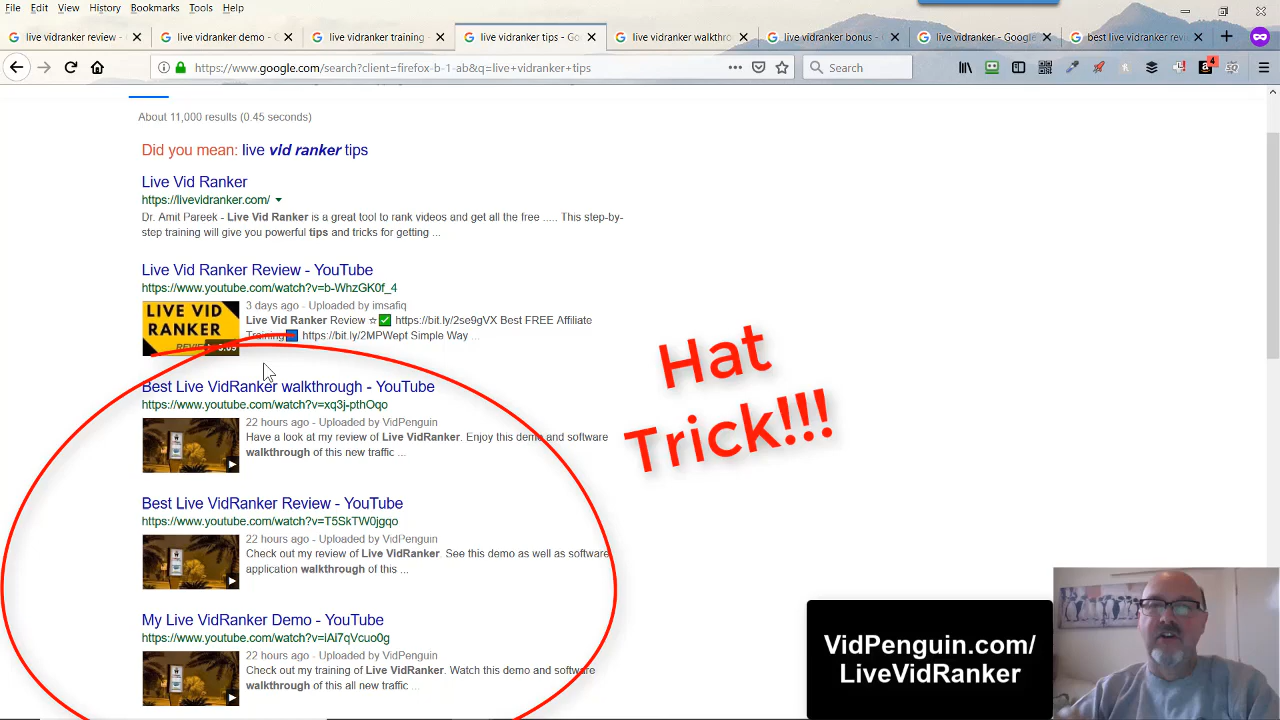 File Edit View History Bookmarks Tools Help
live vidranker review - live vidranker demo - G live vidranker training - live vidranker tips - Go live vidranker walkthr live vidranker bonus - live vidranker - Google best live vidranker revi
https://www.google.com/search?client=firefox-b-1-ab&q=live+vidranker+tips
Search
4
About 11,000 results (0.45 seconds)
Did you mean: live vid ranker tips
Live Vid Ranker
https://livevidranker.com/
Dr. Amit Pareek - Live Vid Ranker is a great tool to rank videos and get all the free ..... This step-by-
step training will give you powerful tips and tricks for getting ...
Live Vid Ranker Review - YouTube
https://www.youtube.com/watch?v=b-WhzGK0f_4
LIVE VID
RANKER
3 days ago - Uploaded by imsafiq
Live Vid Ranker Review ☆✅ https://bit.ly/2se9gVX Best FREE Affiliate
Training https://bit.ly/2MPWept Simple Way ...
Hat
Trick!!!
Best Live VidRanker walkthrough - YouTube
https://www.youtube.com/watch?v=xq3j-pthOqo
22 hours ago - Uploaded by VidPenguin
Have a look at my review of Live VidRanker. Enjoy this demo and software
walkthrough of this new traffic ...
Best Live VidRanker Review - YouTube
https://www.youtube.com/watch?v=T5SkTW0jgqo
22 hours ago - Uploaded by VidPenguin
Check out my review of Live VidRanker. See this demo as well as software
application walkthrough of this ...
My Live VidRanker Demo - YouTube
https://www.youtube.com/watch?v=iAl7qVcuo0g
22 hours ago - Uploaded by VidPenguin
Check out my training of Live VidRanker. Watch this demo and software
walkthrough of this all new traffic ...
VidPenguin.com/
LiveVidRanker